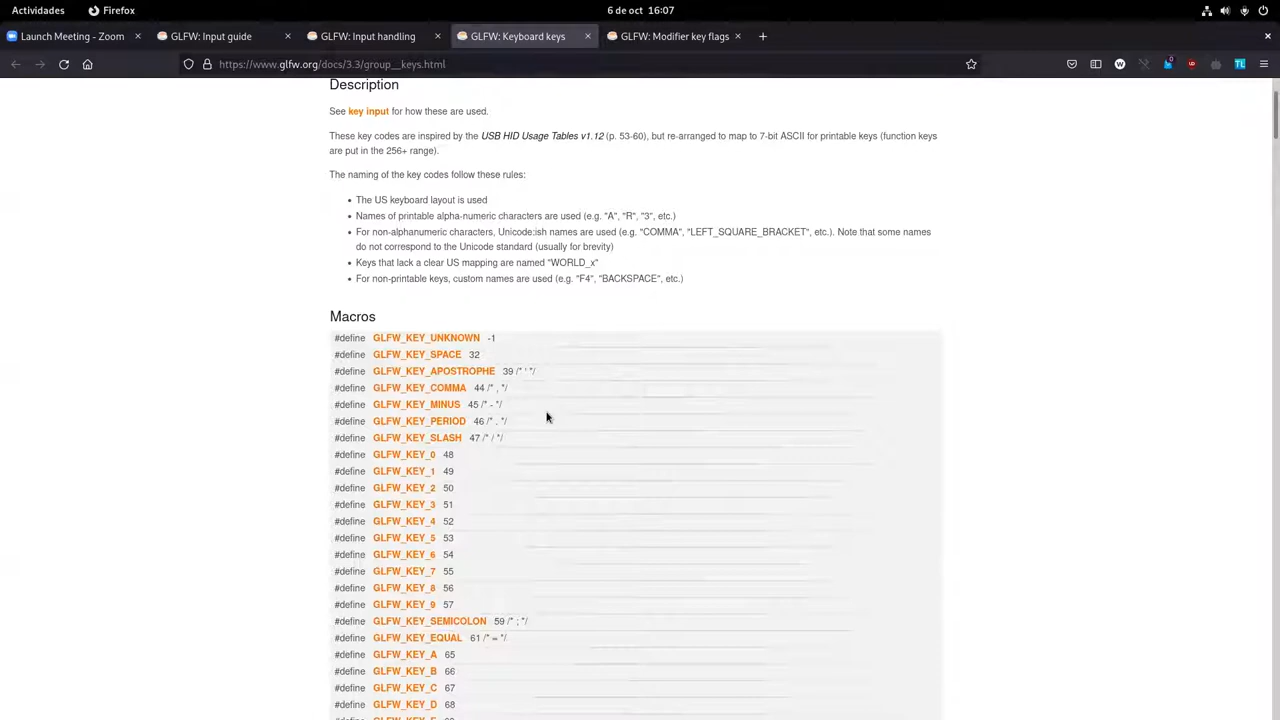 Actividades Firefox 6 de oct 16:07
Launch Meeting - Zoom GLFW: Input guide GLFW: Input handling GLFW: Keyboard keys GLFW: Modifier key flags
https://www.glfw.org/docs/3.3/group__keys.html
Description
See key input for how these are used.
These key codes are inspired by the USB HID Usage Tables v1.12 (p. 53-60), but re-arranged to map to 7-bit ASCII for printable keys (function keys
are put in the 256+ range).
The naming of the key codes follow these rules:
• The US keyboard layout is used
• Names of printable alpha-numeric characters are used (e.g. "A", "R", "3", etc.)
• For non-alphanumeric characters, Unicode:ish names are used (e.g. "COMMA", "LEFT_SQUARE_BRACKET", etc.). Note that some names
do not correspond to the Unicode standard (usually for brevity)
• Keys that lack a clear US mapping are named "WORLD_x"
• For non-printable keys, custom names are used (e.g. "F4", "BACKSPACE", etc.)
Macros
#define GLFW_KEY_UNKNOWN -1
#define GLFW_KEY_SPACE 32
#define GLFW_KEY_APOSTROPHE 39 /* ' */
#define GLFW_KEY_COMMA 44 /* , */
#define GLFW_KEY_MINUS 45 /* - */
#define GLFW_KEY_PERIOD 46 /* . */
#define GLFW_KEY_SLASH 47 /* / */
#define GLFW_KEY_0 48
#define GLFW_KEY_1 49
#define GLFW_KEY_2 50
#define GLFW_KEY_3 51
#define GLFW_KEY_4 52
#define GLFW_KEY_5 53
#define GLFW_KEY_6 54
#define GLFW_KEY_7 55
#define GLFW_KEY_8 56
#define GLFW_KEY_9 57
#define GLFW_KEY_SEMICOLON 59 /* ; */
#define GLFW_KEY_EQUAL 61 /* = */
#define GLFW_KEY_A 65
#define GLFW_KEY_B 66
#define GLFW_KEY_C 67
#define GLFW_KEY_D 68